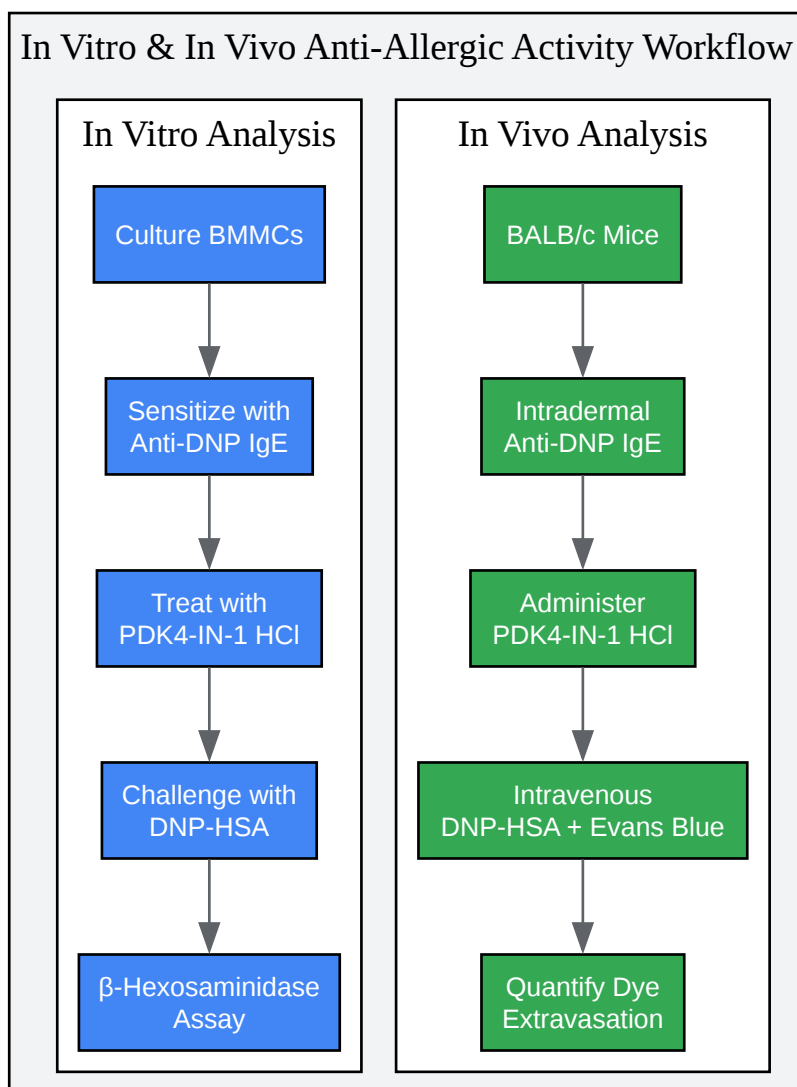 In Vitro & In Vivo Anti-Allergic Activity Workflow
In Vitro Analysis
Culture BMMCs
Sensitize with
Anti-DNP IgE
Treat with
PDK4-IN-1 HCl
Challenge with
DNP-HSA
β-Hexosaminidase
Assay
In Vivo Analysis
BALB/c Mice
Intradermal
Anti-DNP IgE
Administer
PDK4-IN-1 HCl
Intravenous
DNP-HSA + Evans Blue
Quantify Dye
Extravasation